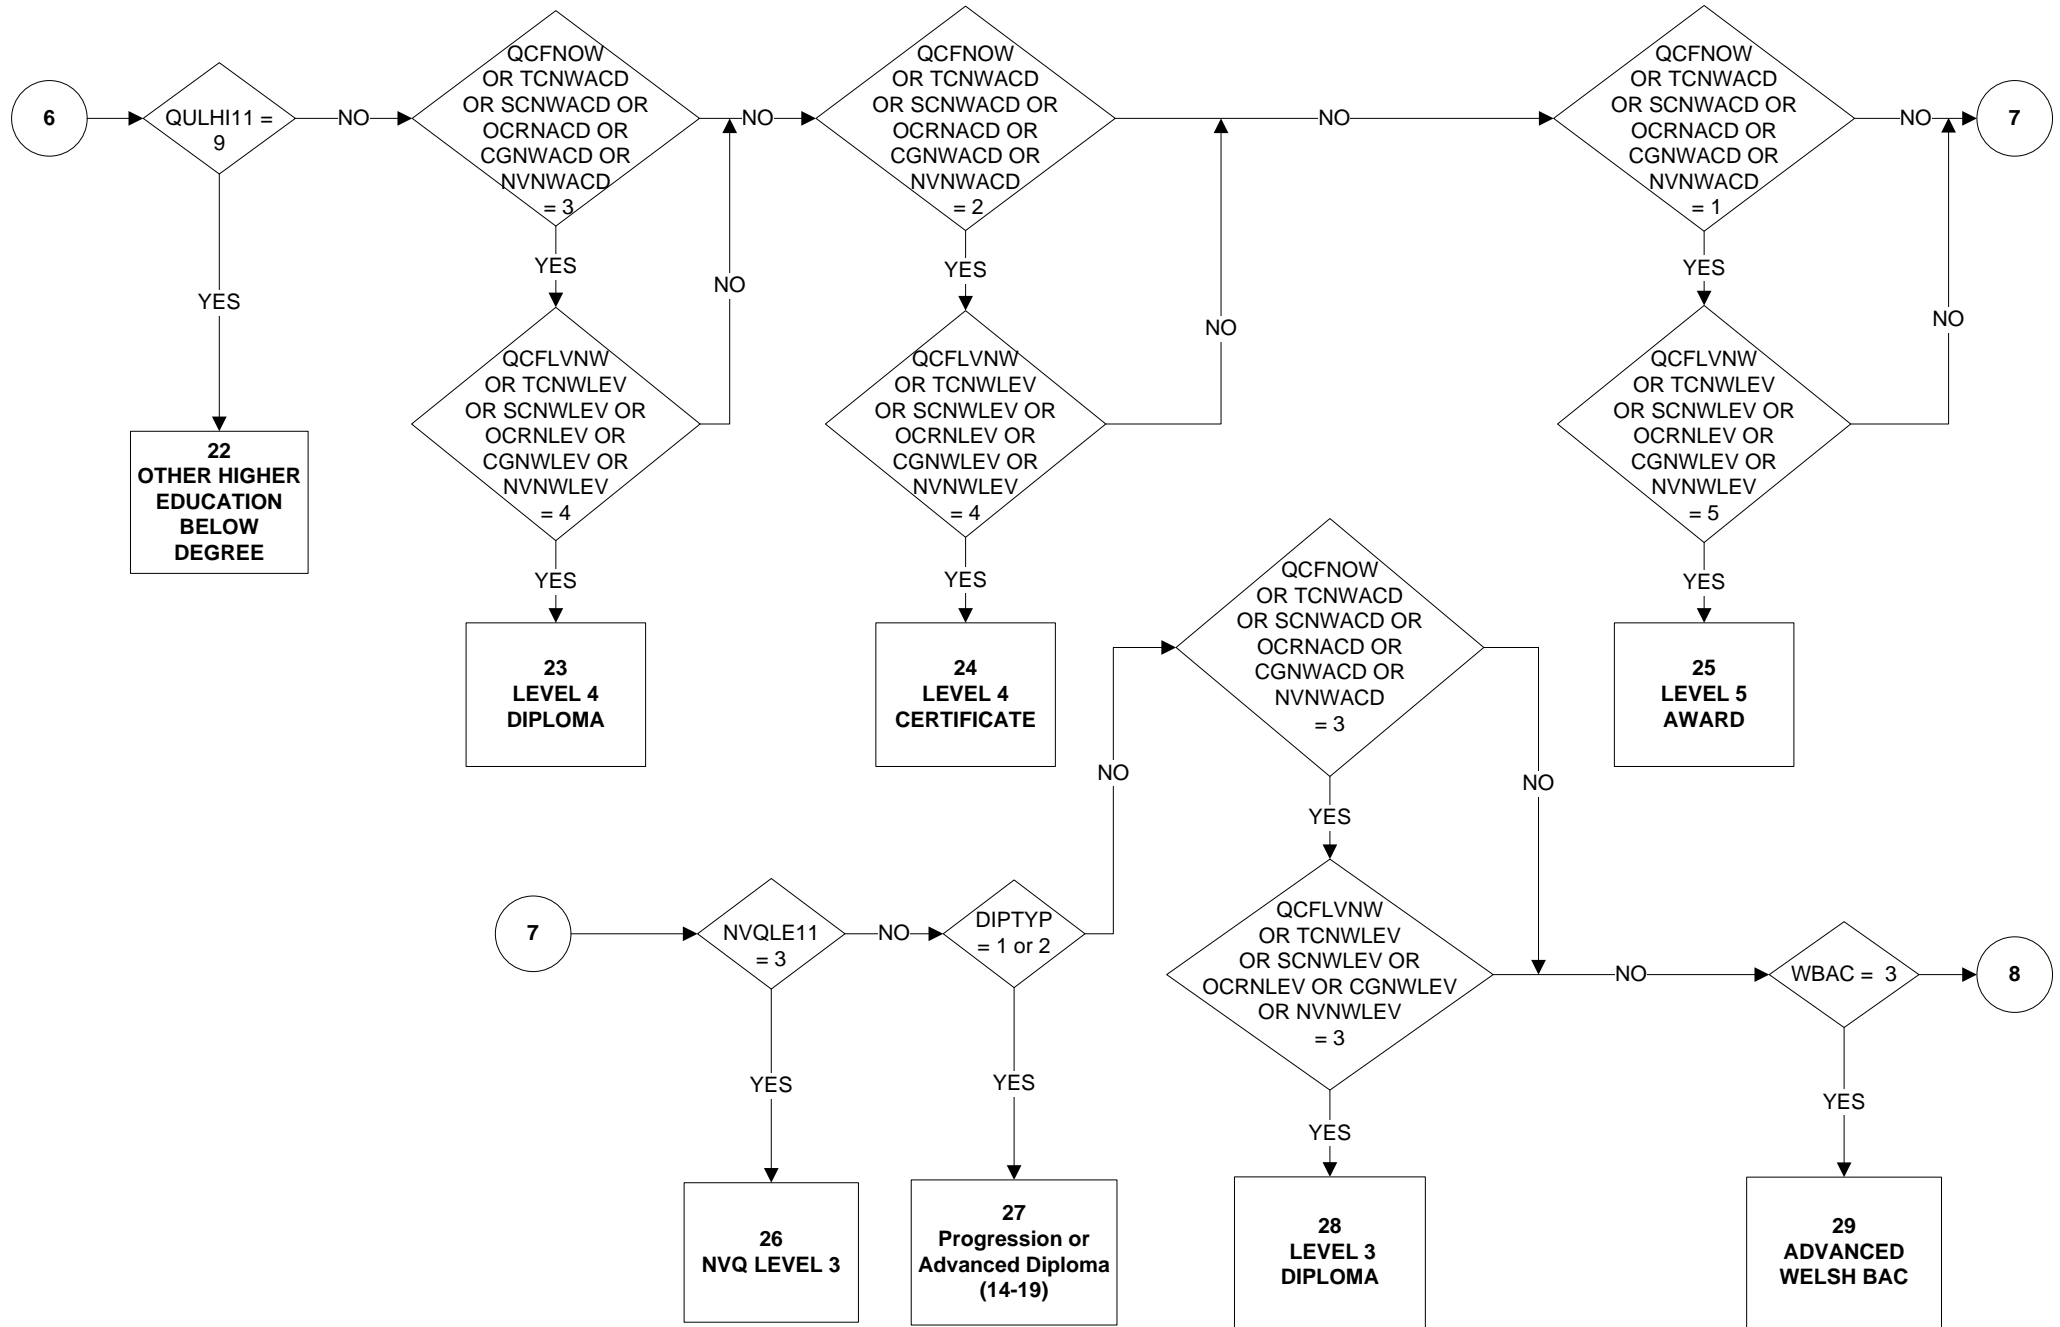 6
QULHI11 =
9
NO
QCFNOW
OR TCNWACD
OR SCNWACD OR
OCRNACD OR
CGNWACD OR
NVNWACD
= 3
NO
QCFNOW
OR TCNWACD
OR SCNWACD OR
OCRNACD OR
CGNWACD OR
NVNWACD
= 2
NO
QCFNOW
OR TCNWACD
OR SCNWACD OR
OCRNACD OR
CGNWACD OR
NVNWACD
= 1
NO
7
YES
YES
YES
YES
NO
NO
NO
QCFLVNW
OR TCNWLEV
OR SCNWLEV OR
OCRNLEV OR
CGNWLEV OR
NVNWLEV
= 4
QCFLVNW
OR TCNWLEV
OR SCNWLEV OR
OCRNLEV OR
CGNWLEV OR
NVNWLEV
= 4
QCFLVNW
OR TCNWLEV
OR SCNWLEV OR
OCRNLEV OR
CGNWLEV OR
NVNWLEV
= 5
22
OTHER HIGHER
EDUCATION
BELOW
DEGREE
YES
YES
YES
23
LEVEL 4
DIPLOMA
24
LEVEL 4
CERTIFICATE
25
LEVEL 5
AWARD
7
NVQLE11
= 3
NO
DIPTYP
= 1 or 2
NO
QCFNOW
OR TCNWACD
OR SCNWACD OR
OCRNACD OR
CGNWACD OR
NVNWACD
= 3
NO
YES
QCFLVNW
OR TCNWLEV
OR SCNWLEV OR
OCRNLEV OR CGNWLEV
OR NVNWLEV
= 3
NO
WBAC = 3
8
YES
YES
YES
YES
26
NVQ LEVEL 3
27
Progression or
Advanced Diploma
(14-19)
28
LEVEL 3
DIPLOMA
29
ADVANCED
WELSH BAC